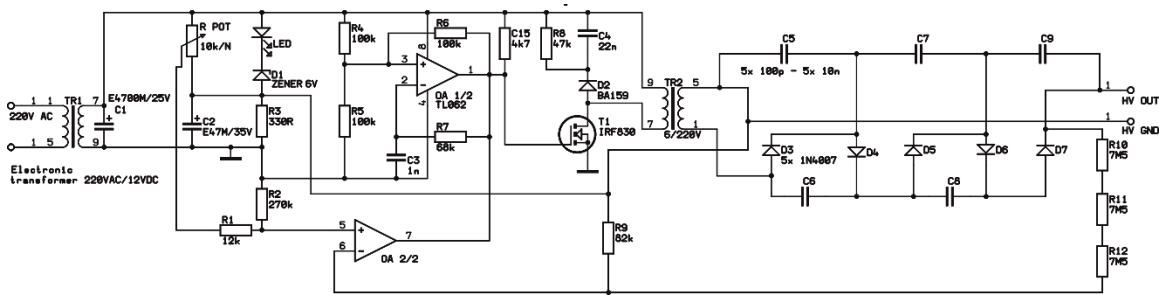 R POT
10k/N
LED
D1
ZENER 6V
R4
100k
R6
100k
C15
4k7
R8
47k
C4
22n
C5
5x 100p - 5x 10n
C7
C9
8
3
2
1
4
OA 1/2
TL062
D2
BA159
9
TR2
5
7
1
6/220V
1
HV OUT
1
HV GND
1 1
220V AC
1 5
TR1
7
9
E4700M/25V
C1
C2
E47M/35V
R3
330R
R5
100k
R7
68k
C3
1n
T1
IRF830
D3
5x 1N4007
D4
D5
D6
D7
C6
C8
R10
7M5
R11
7M5
R12
7M5
Electronic
transformer 220VAC/12VDC
R2
270k
R1
12k
5
6
7
OA 2/2
R9
82k